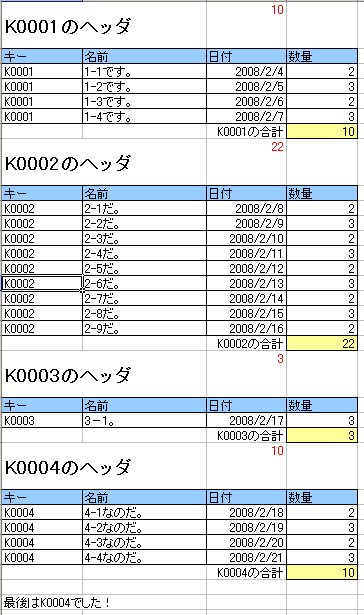 10
K0001のヘッダ
キー 名前 日付 数量
K0001 1-1です。 2008/2/4 2
K0001 1-2です。 2008/2/5 3
K0001 1-3です。 2008/2/6 2
K0001 1-4です。 2008/2/7 3
K0001の合計 10
22
K0002のヘッダ
キー 名前 日付 数量
K0002 2-1だ。 2008/2/8 2
K0002 2-2だ。 2008/2/9 3
K0002 2-3だ。 2008/2/10 2
K0002 2-4だ。 2008/2/11 3
K0002 2-5だ。 2008/2/12 2
K0002 2-6だ。 2008/2/13 3
K0002 2-7だ。 2008/2/14 2
K0002 2-8だ。 2008/2/15 3
K0002 2-9だ。 2008/2/16 2
K0002の合計 22
3
K0003のヘッダ
キー 名前 日付 数量
K0003 3－1。 2008/2/17 3
K0003の合計 3
10
K0004のヘッダ
キー 名前 日付 数量
K0004 4-1なのだ。 2008/2/18 2
K0004 4-2なのだ。 2008/2/19 3
K0004 4-3なのだ。 2008/2/20 2
K0004 4-4なのだ。 2008/2/21 3
K0004の合計 10
最後はK0004でした！